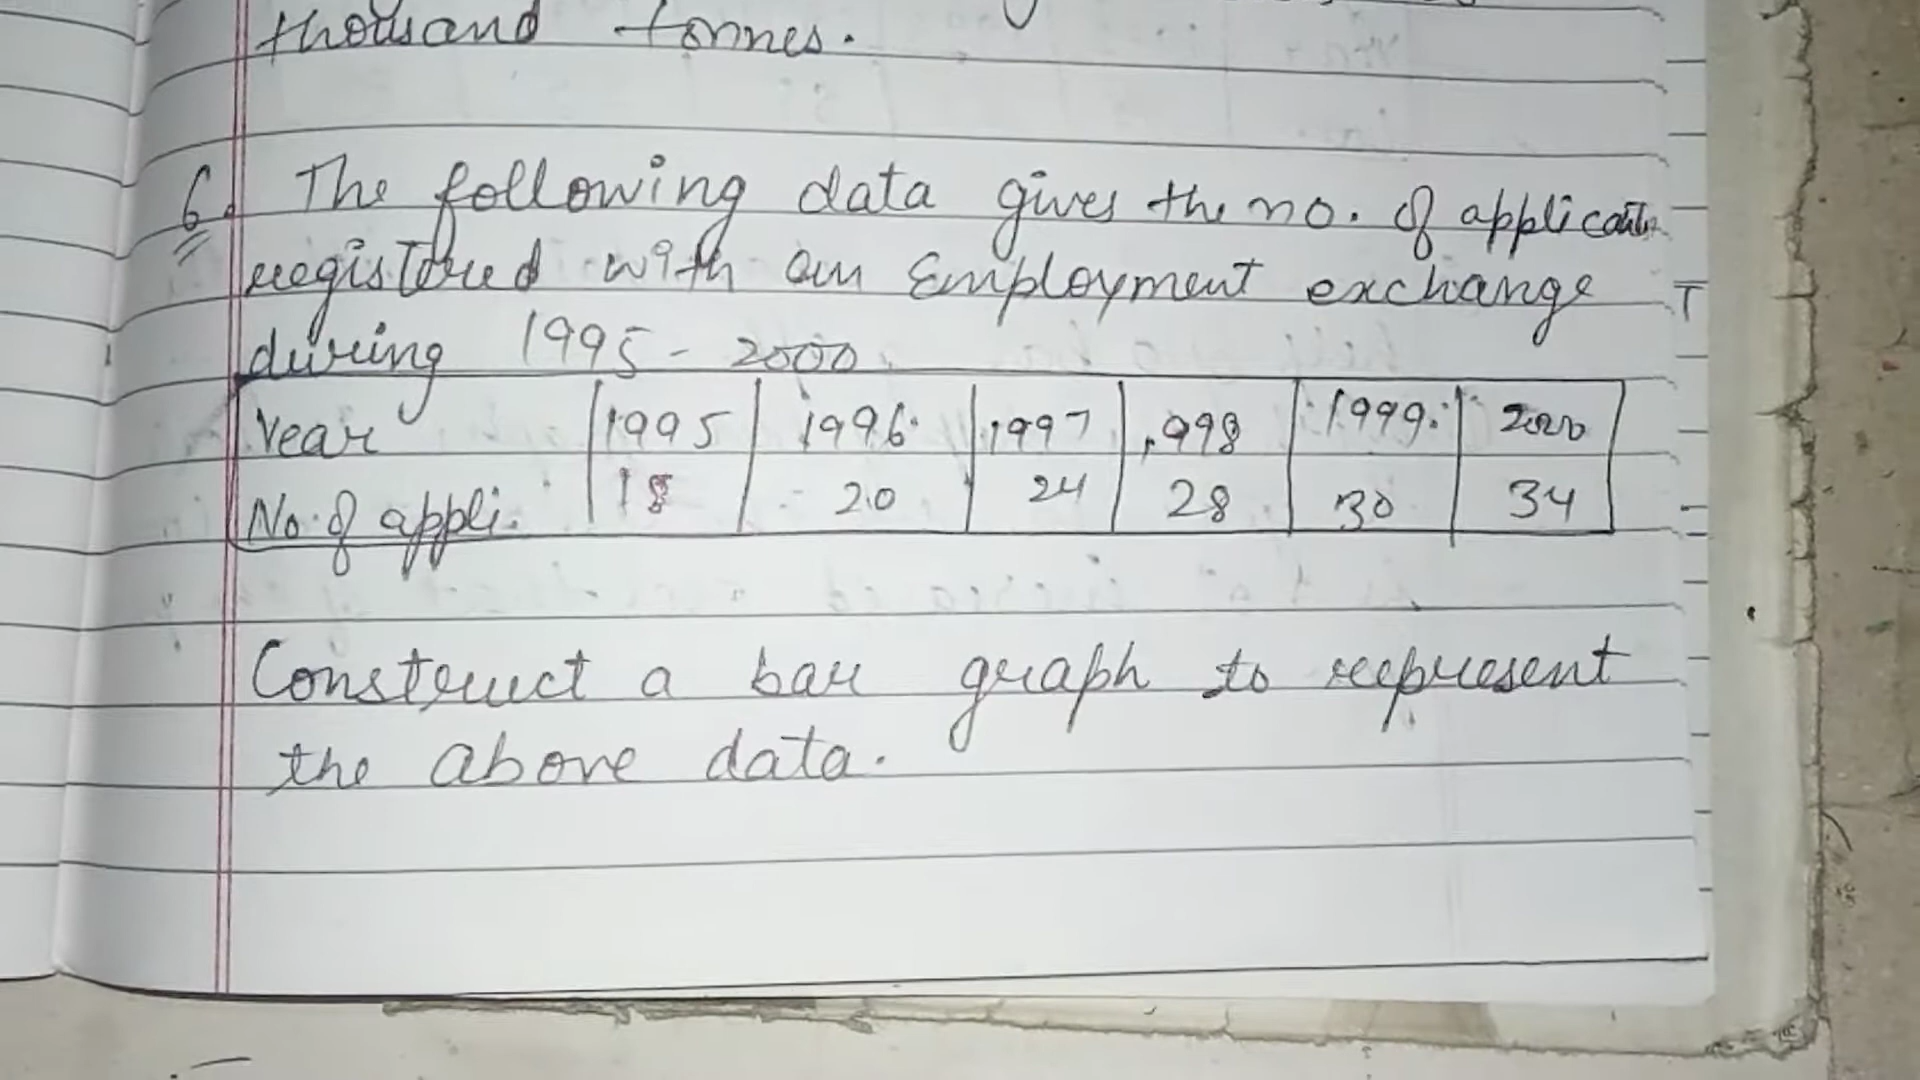 thousand tonnes.
6. The following data gives the no. of applicati
registered with an Employment exchange
during 1995 - 2000.
Year 1995 1996 1997 1998 1999 2000
No. of appli. 18 20 24 28 30 34
Construct a bar graph to represent
the above data.